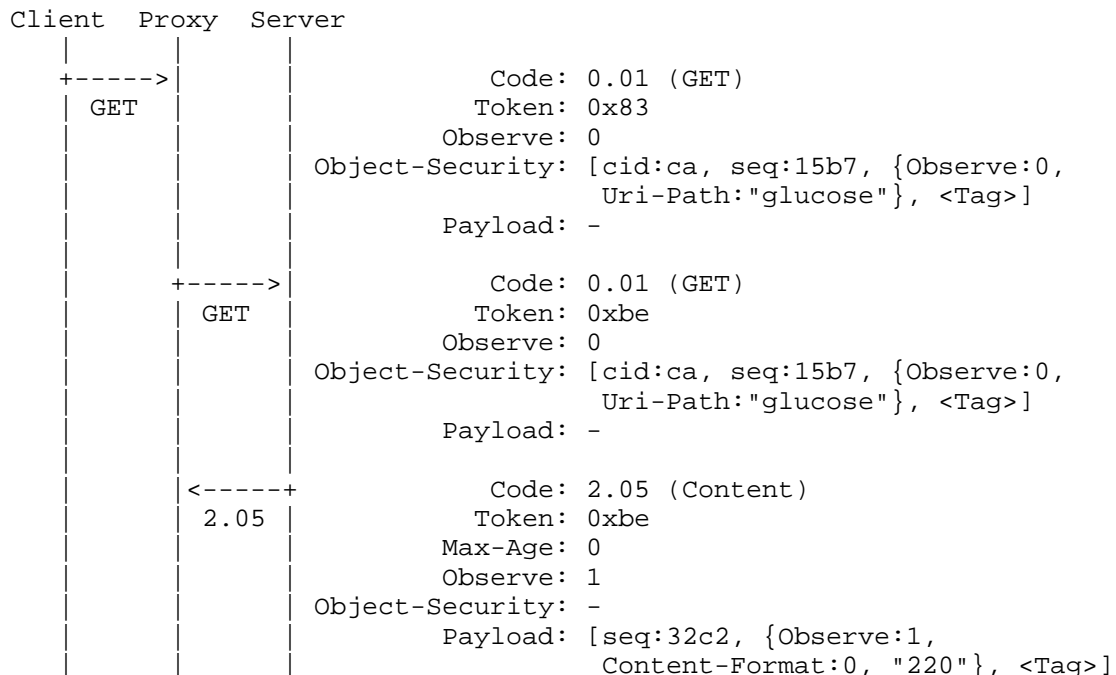 Client  Proxy  Server
   |      |      |
   +----->|      |            Code: 0.01 (GET)
   | GET  |      |           Token: 0x83
   |      |      |         Observe: 0
   |      |      | Object-Security: [cid:ca, seq:15b7, {Observe:0,
   |      |      |                   Uri-Path:"glucose"}, <Tag>]
   |      |      |         Payload: -
   |      |      |
   |      +----->|            Code: 0.01 (GET)
   |      | GET  |           Token: 0xbe
   |      |      |         Observe: 0
   |      |      | Object-Security: [cid:ca, seq:15b7, {Observe:0,
   |      |      |                   Uri-Path:"glucose"}, <Tag>]
   |      |      |         Payload: -
   |      |      |
   |      |<-----+            Code: 2.05 (Content)
   |      | 2.05 |           Token: 0xbe
   |      |      |         Max-Age: 0
   |      |      |         Observe: 1
   |      |      | Object-Security: -
   |      |      |         Payload: [seq:32c2, {Observe:1,
   |      |      |                   Content-Format:0, "220"}, <Tag>]